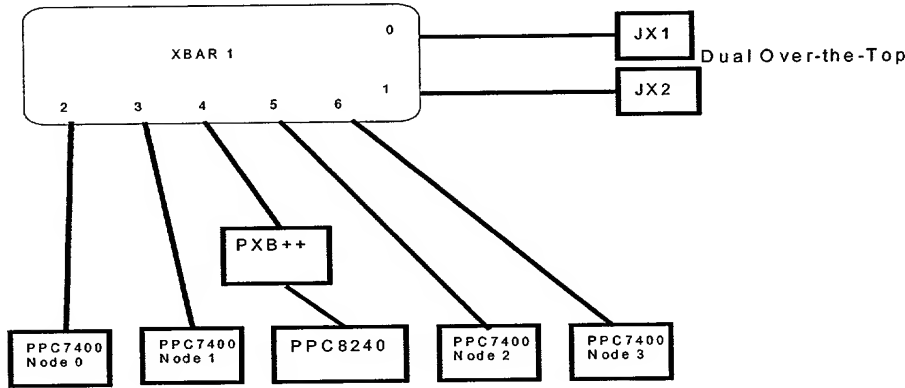 0
JX1
XBAR 1
Dual Over-the-Top
1
JX2
2 3 4 5 6
PXB++
PPC7400
Node 0
PPC7400
Node 1
PPC8240
PPC7400
Node 2
PPC7400
Node 3